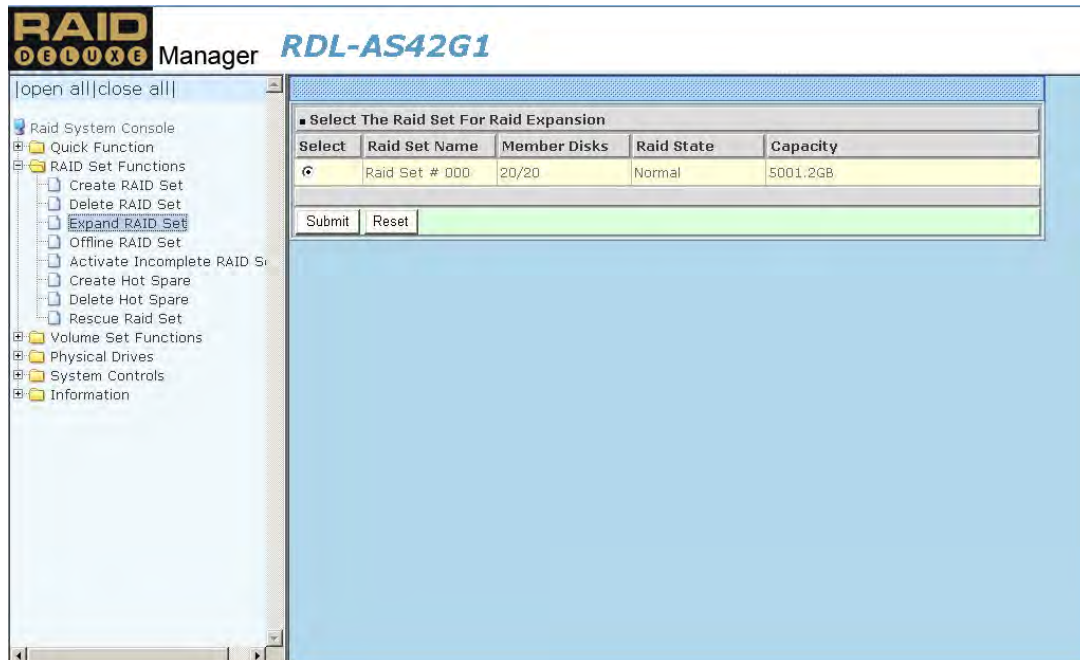 RAID
DELUXE Manager RDL-AS42G1
|open all|close all|
Raid System Console
Quick Function
RAID Set Functions
Create RAID Set
Delete RAID Set
Expand RAID Set
Offline RAID Set
Activate Incomplete RAID S
Create Hot Spare
Delete Hot Spare
Rescue Raid Set
Volume Set Functions
Physical Drives
System Controls
Information
Select The Raid Set For Raid Expansion
Select Raid Set Name Member Disks Raid State Capacity
Raid Set # 000 20/20 Normal 5001.2GB
Submit Reset